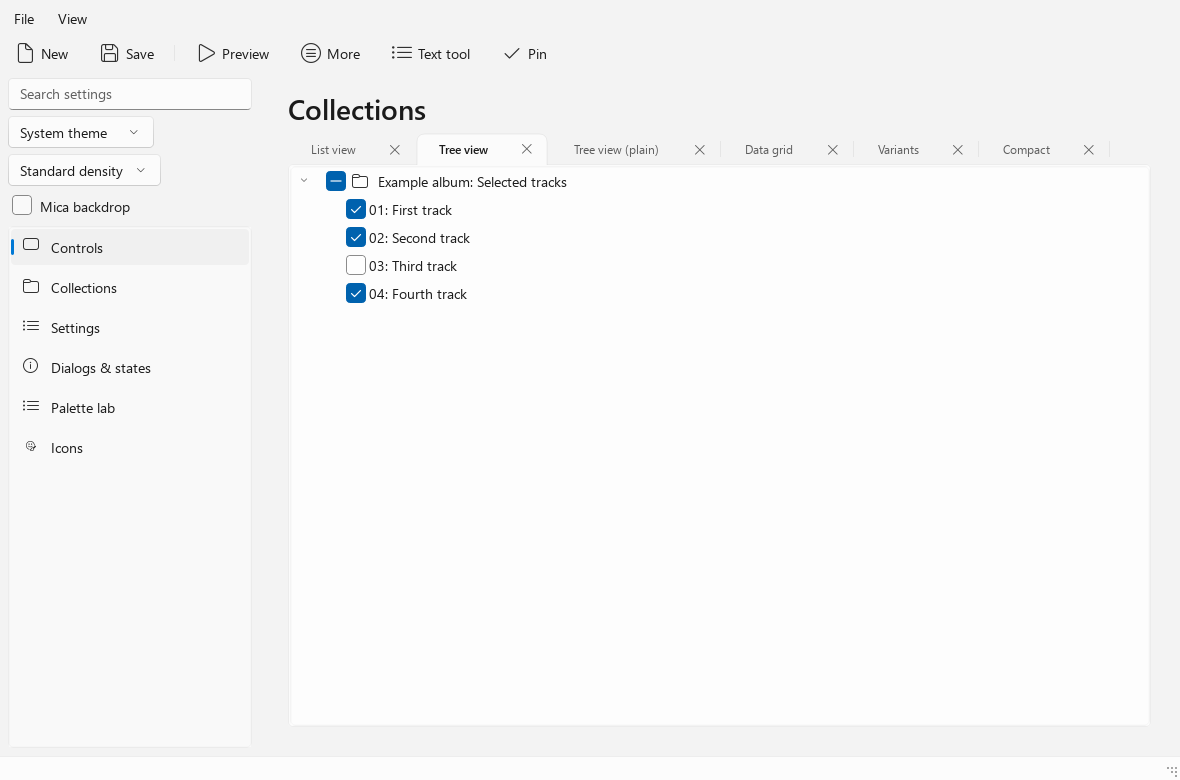 File View
New Save Preview More Text tool Pin
Search settings
System theme
Standard density
Mica backdrop
Controls
Collections
Settings
Dialogs & states
Palette lab
Icons
Collections
List view Tree view Tree view (plain) Data grid Variants Compact
Example album: Selected tracks
01: First track
02: Second track
03: Third track
04: Fourth track